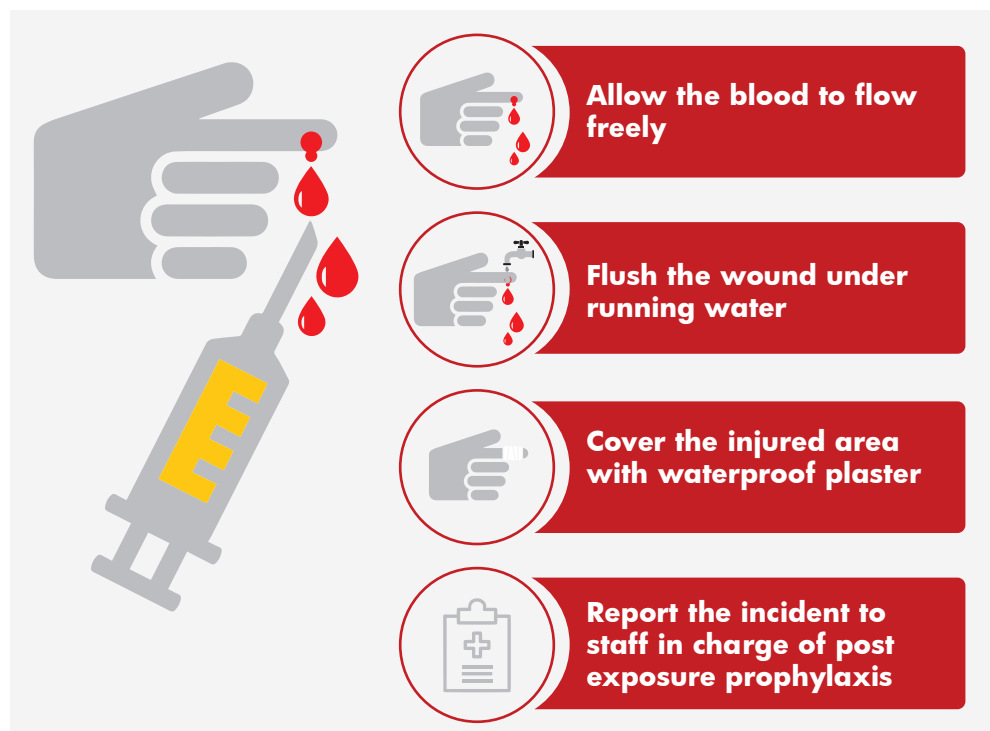 Allow the blood to flow
freely
Flush the wound under
running water
Cover the injured area
with waterproof plaster
Report the incident to
staff in charge of post
exposure prophylaxis